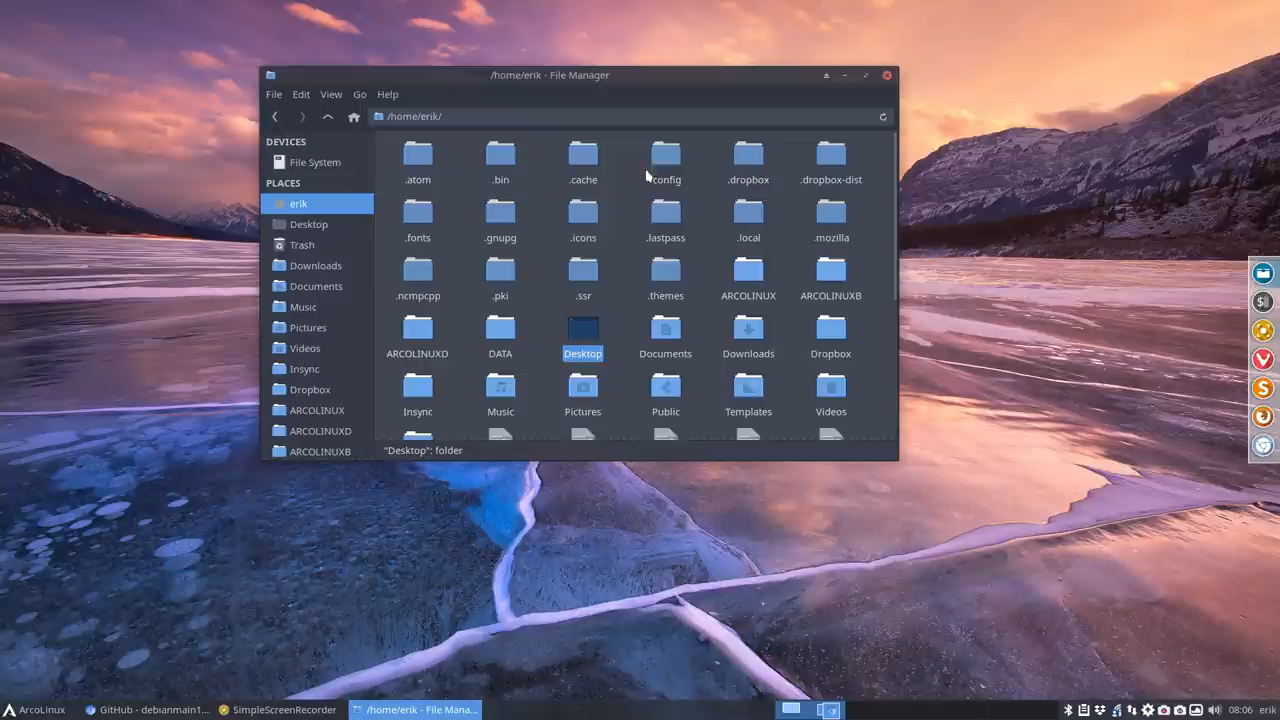 /home/erik - File Manager
File Edit View Go Help
/home/erik/
DEVICES
File System
PLACES
erik
Desktop
Trash
Downloads
Documents
Music
Pictures
Videos
Insync
Dropbox
ARCOLINUX
ARCOLINUXD
ARCOLINUXB
.atom .bin .cache .config .dropbox .dropbox-dist
.fonts .gnupg .icons .lastpass .local .mozilla
.ncmpcpp .pki .ssr .themes ARCOLINUX ARCOLINUXB
ARCOLINUXD DATA Desktop Documents Downloads Dropbox
Insync Music Pictures Public Templates Videos
"Desktop": folder
ArcoLinux GitHub - debianmain1... SimpleScreenRecorder /home/erik - File Mana... 08:06 erik